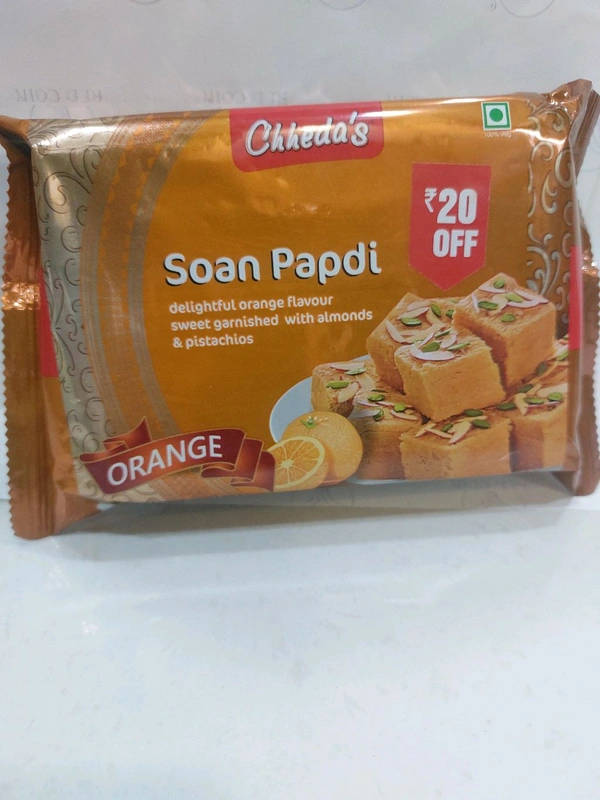 Chheda's
100% VEG
₹20
OFF
Soan Papdi
delightful orange flavour
sweet garnished with almonds
& pistachios
ORANGE